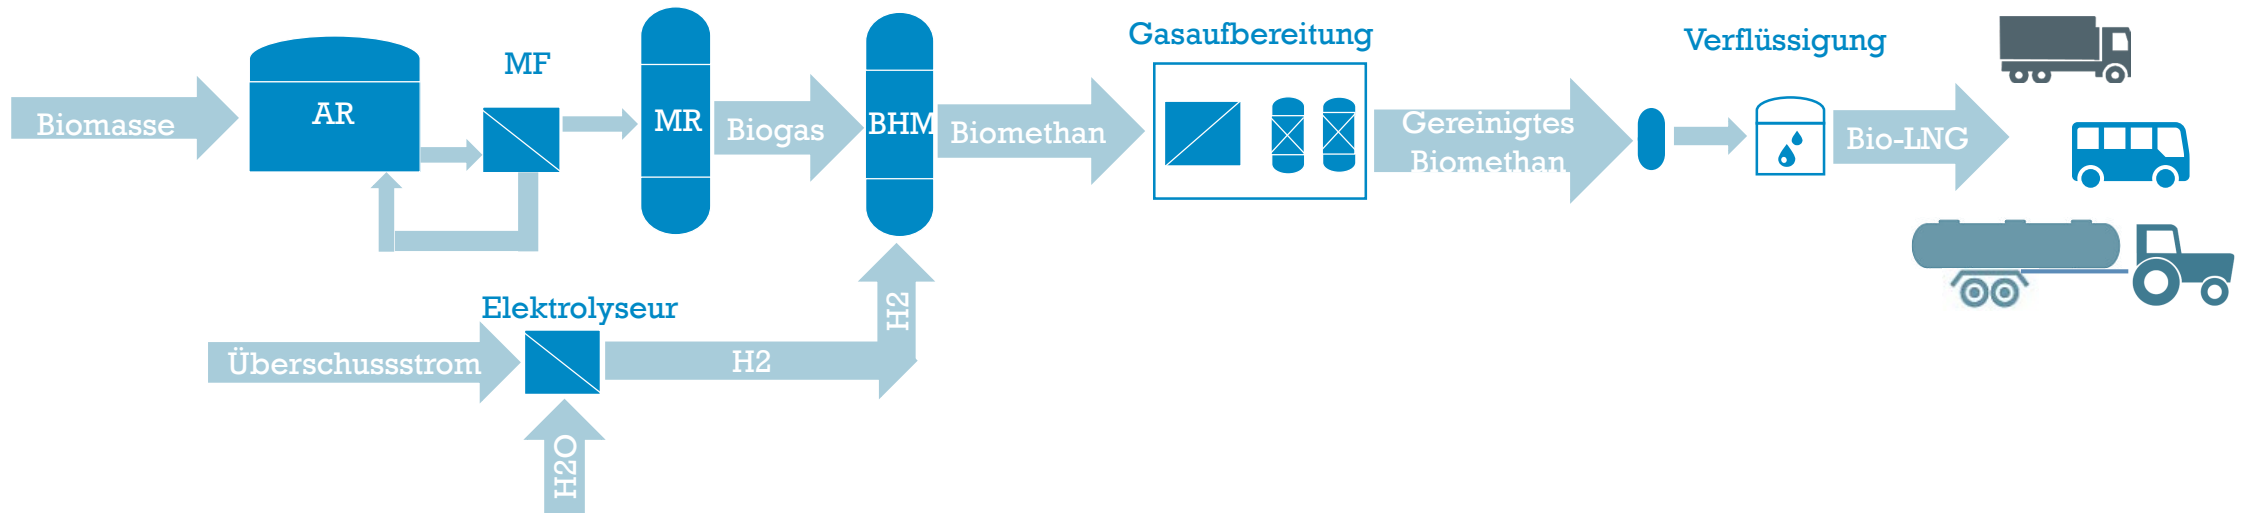 Biomasse
AR
MF
MR
Biogas
BHM
Biomethan
Gasaufbereitung
Gereinigtes
Biomethan
Verflüssigung
Bio-LNG
Elektrolyseur
Überschussstrom
H2
H2
H2O